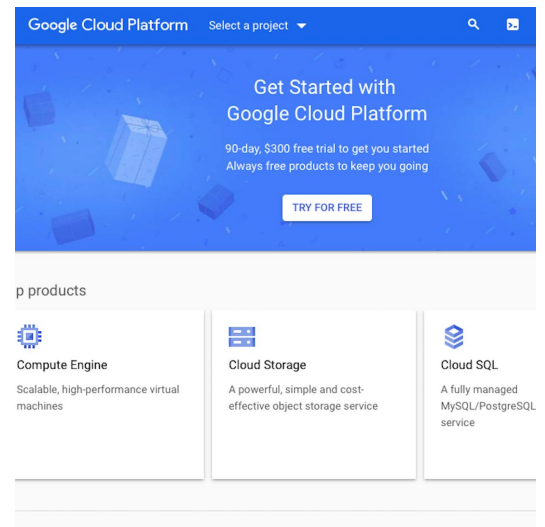 Google Cloud Platform Select a project
Get Started with
Google Cloud Platform
90-day, $300 free trial to get you started
Always free products to keep you going
TRY FOR FREE
p products
Compute Engine
Scalable, high-performance virtual
machines
Cloud Storage
A powerful, simple and cost-
effective object storage service
Cloud SQL
A fully managed
MySQL/PostgreSQL
service